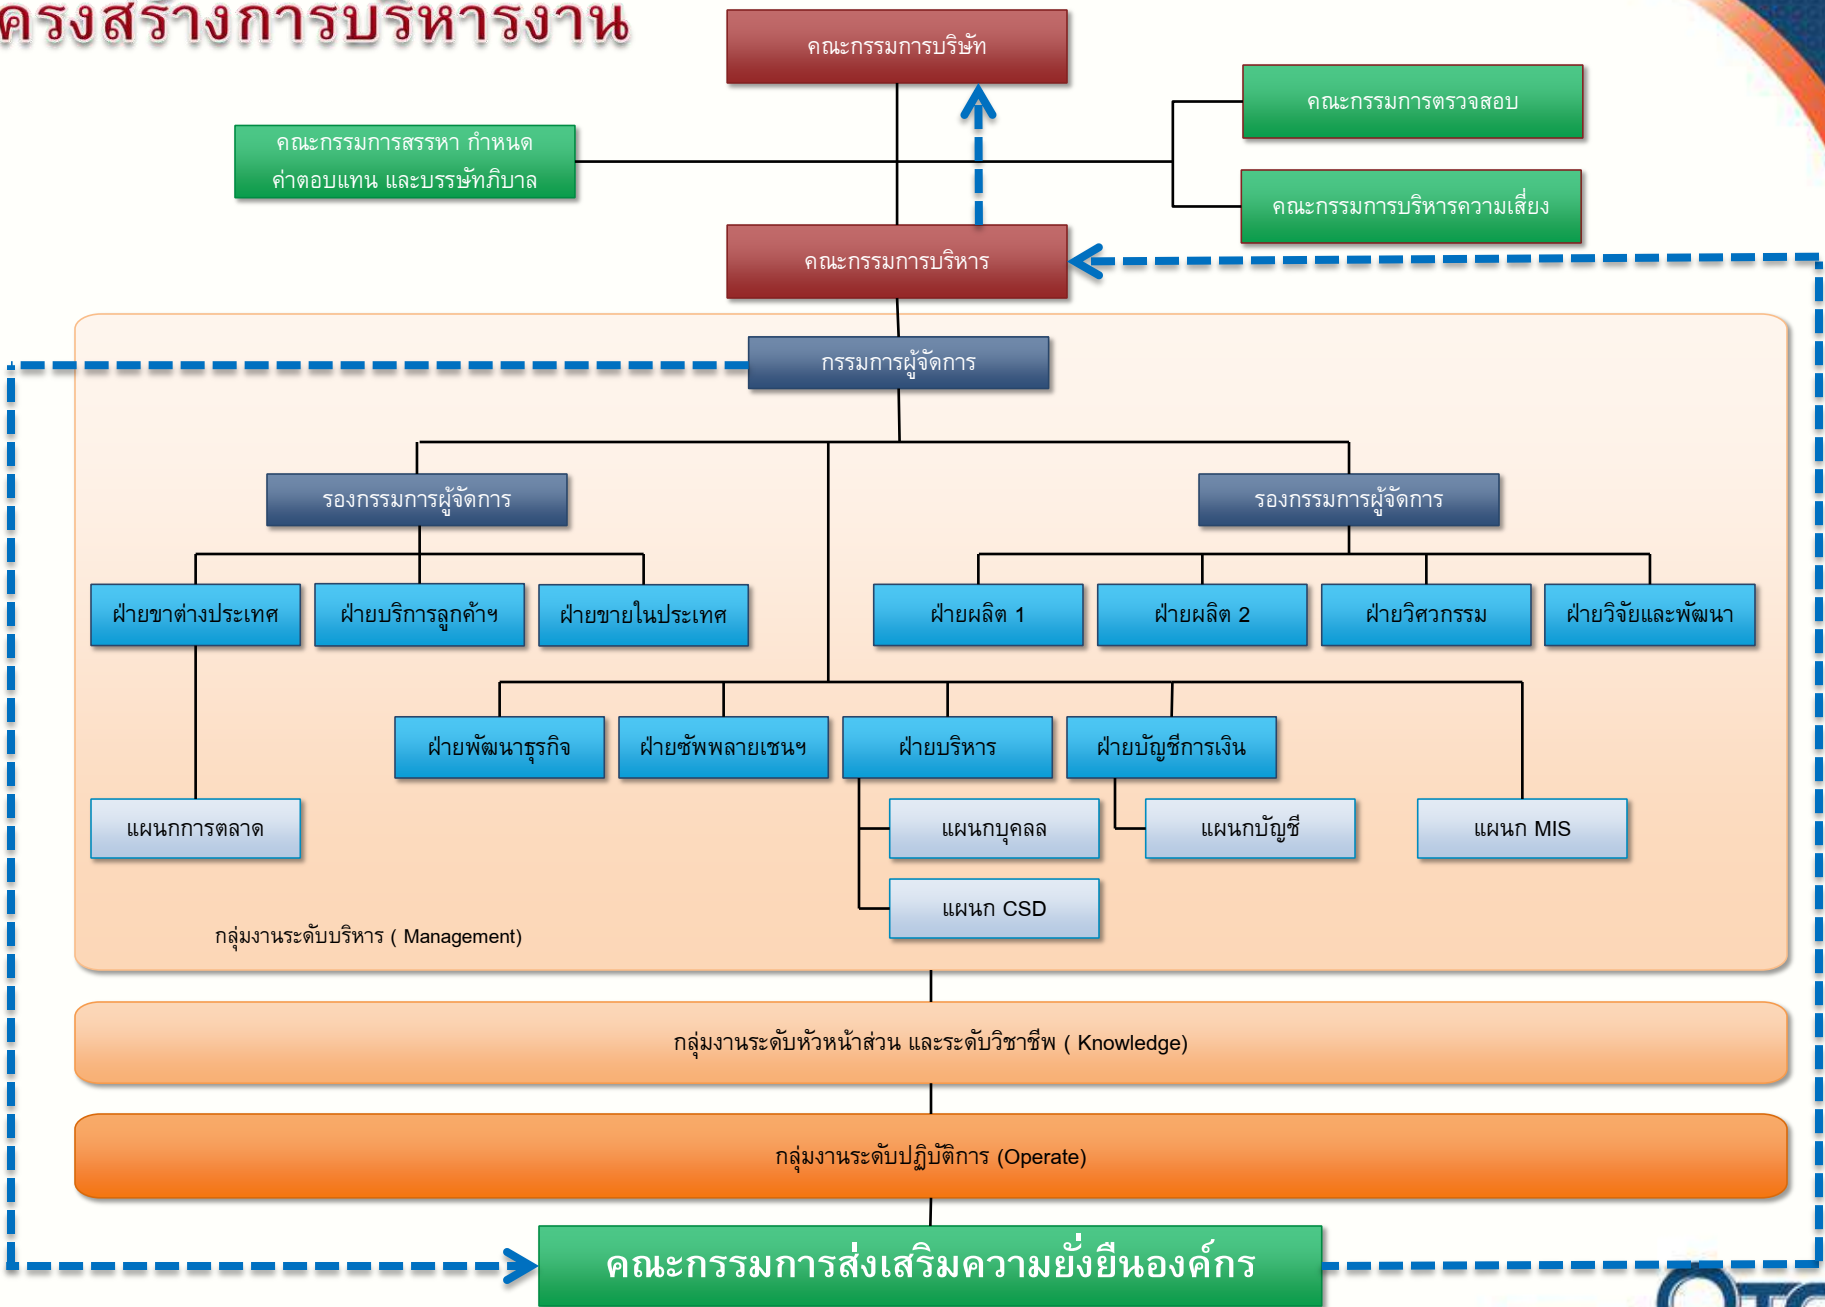 ครงสร้างการบริหารงาน
คณะกรรมการบริษัท
คณะกรรมการตรวจสอบ
คณะกรรมการสรรหา กำหนด
ค่าตอบแทน และบรรษัทภิบาล
คณะกรรมการบริหารความเสี่ยง
คณะกรรมการบริหาร
กรรมการผู้จัดการ
รองกรรมการผู้จัดการ
รองกรรมการผู้จัดการ
ฝ่ายขาต่างประเทศ
ฝ่ายบริการลูกค้าฯ
ฝ่ายขายในประเทศ
ฝ่ายผลิต 1
ฝ่ายผลิต 2
ฝ่ายวิศวกรรม
ฝ่ายวิจัยและพัฒนา
ฝ่ายพัฒนาธุรกิจ
ฝ่ายซัพพลายเชนฯ
ฝ่ายบริหาร
ฝ่ายบัญชีการเงิน
แผนกการตลาด
แผนกบุคลล
แผนกบัญชี
แผนก MIS
แผนก CSD
กลุ่มงานระดับบริหาร ( Management)
กลุ่มงานระดับหัวหน้าส่วน และระดับวิชาชีพ ( Knowledge)
กลุ่มงานระดับปฏิบัติการ (Operate)
คณะกรรมการส่งเสริมความยั่งยืนองค์กร